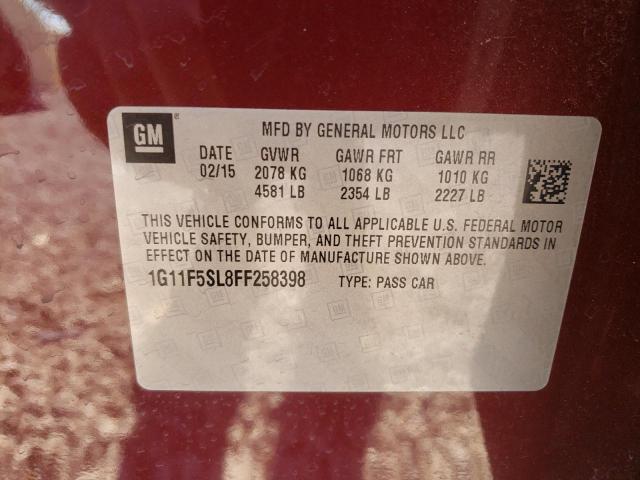 GM
MFD BY GENERAL MOTORS LLC
DATE GVWR GAWR FRT GAWR RR
02/15 2078 KG 1068 KG 1010 KG
4581 LB 2354 LB 2227 LB
THIS VEHICLE CONFORMS TO ALL APPLICABLE U.S. FEDERAL MOTOR
VEHICLE SAFETY, BUMPER, AND THEFT PREVENTION STANDARDS IN
EFFECT ON THE DATE OF MANUFACTURE SHOWN ABOVE.
1G11F5SL8FF258398 TYPE: PASS CAR